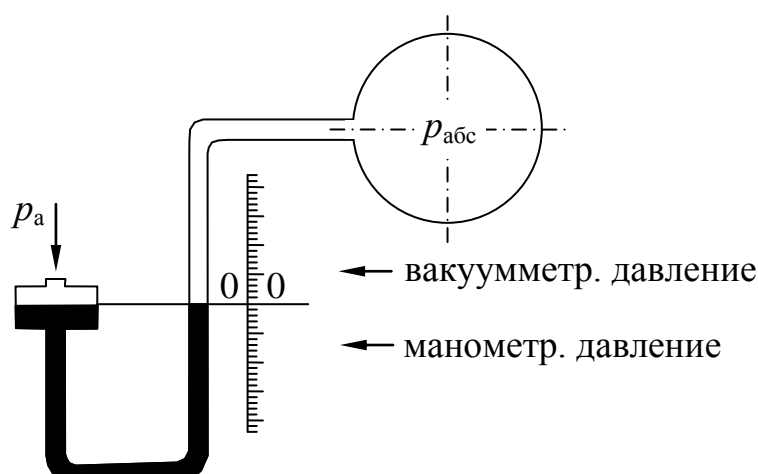 pабс
pа
0 0
вакуумметр. давление
манометр. давление